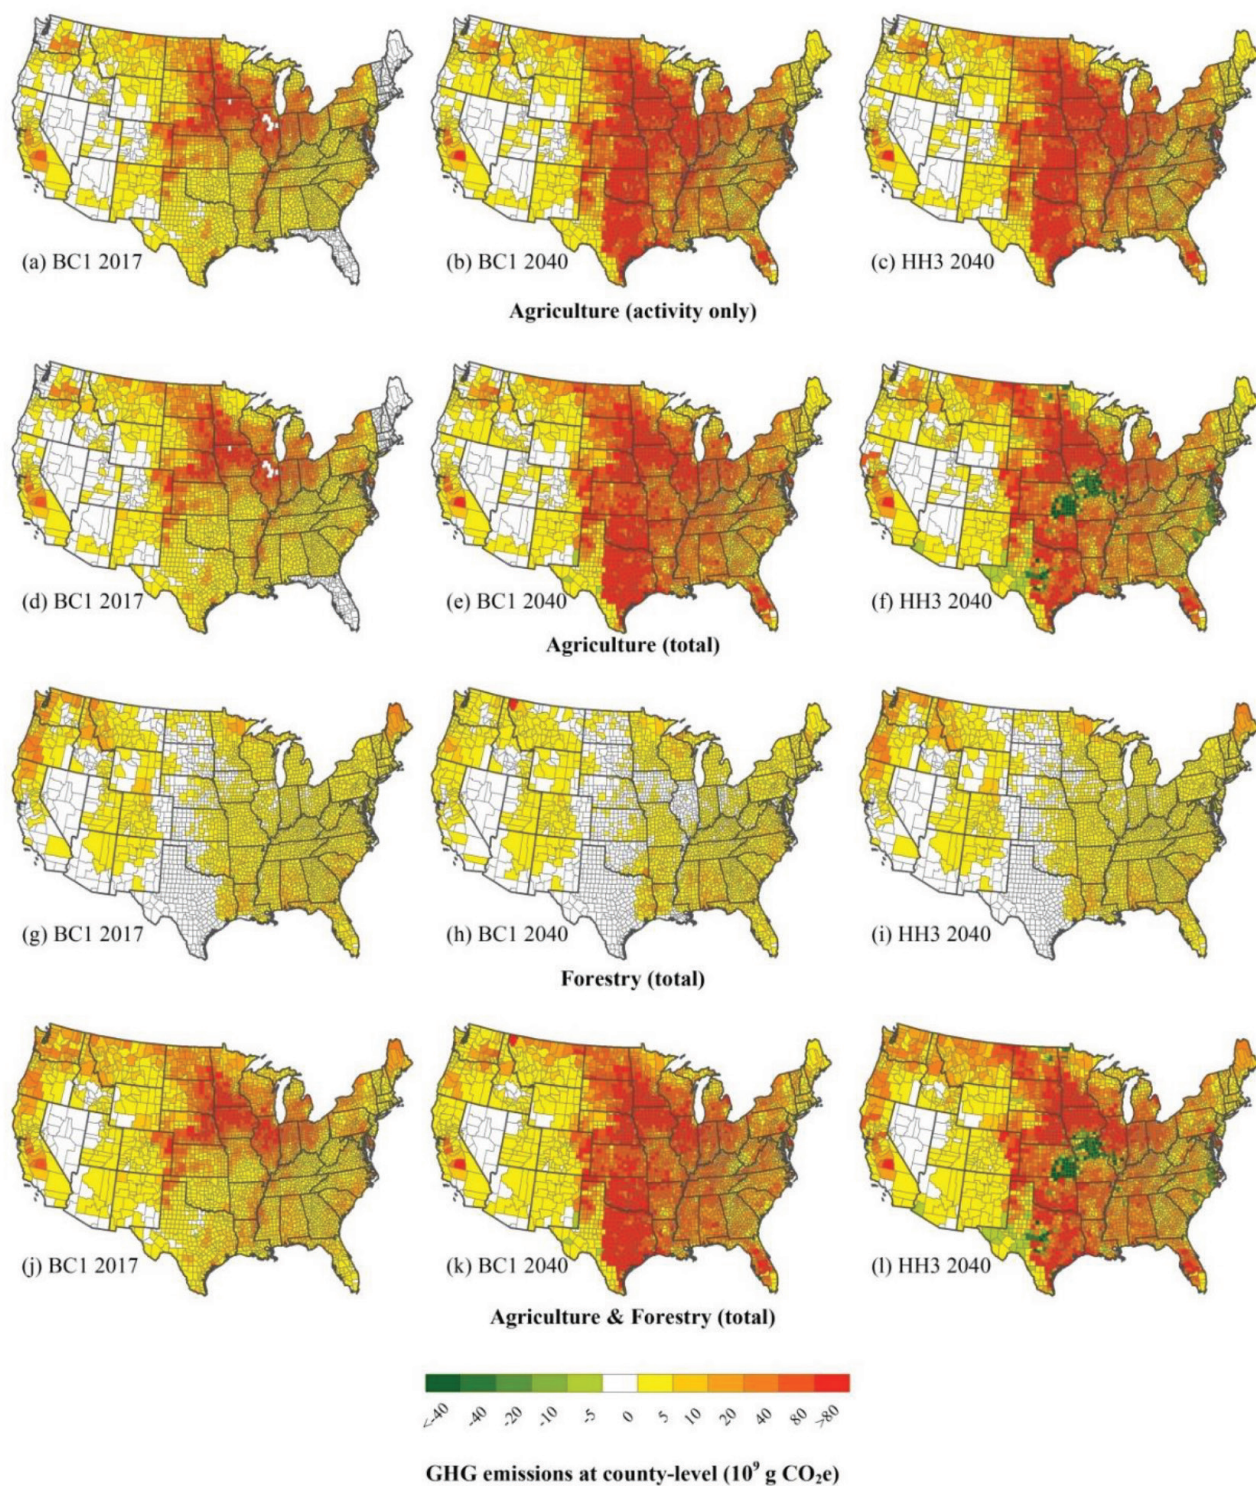 (a) BC1 2017
(b) BC1 2040
(c) HH3 2040
Agriculture (activity only)
(d) BC1 2017
(e) BC1 2040
(f) HH3 2040
Agriculture (total)
(g) BC1 2017
(h) BC1 2040
(i) HH3 2040
Forestry (total)
(j) BC1 2017
(k) BC1 2040
(l) HH3 2040
Agriculture & Forestry (total)
<-40 -40 -20 -10 -5 0 5 10 20 40 80 >80
GHG emissions at county-level (10⁹ g CO₂e)